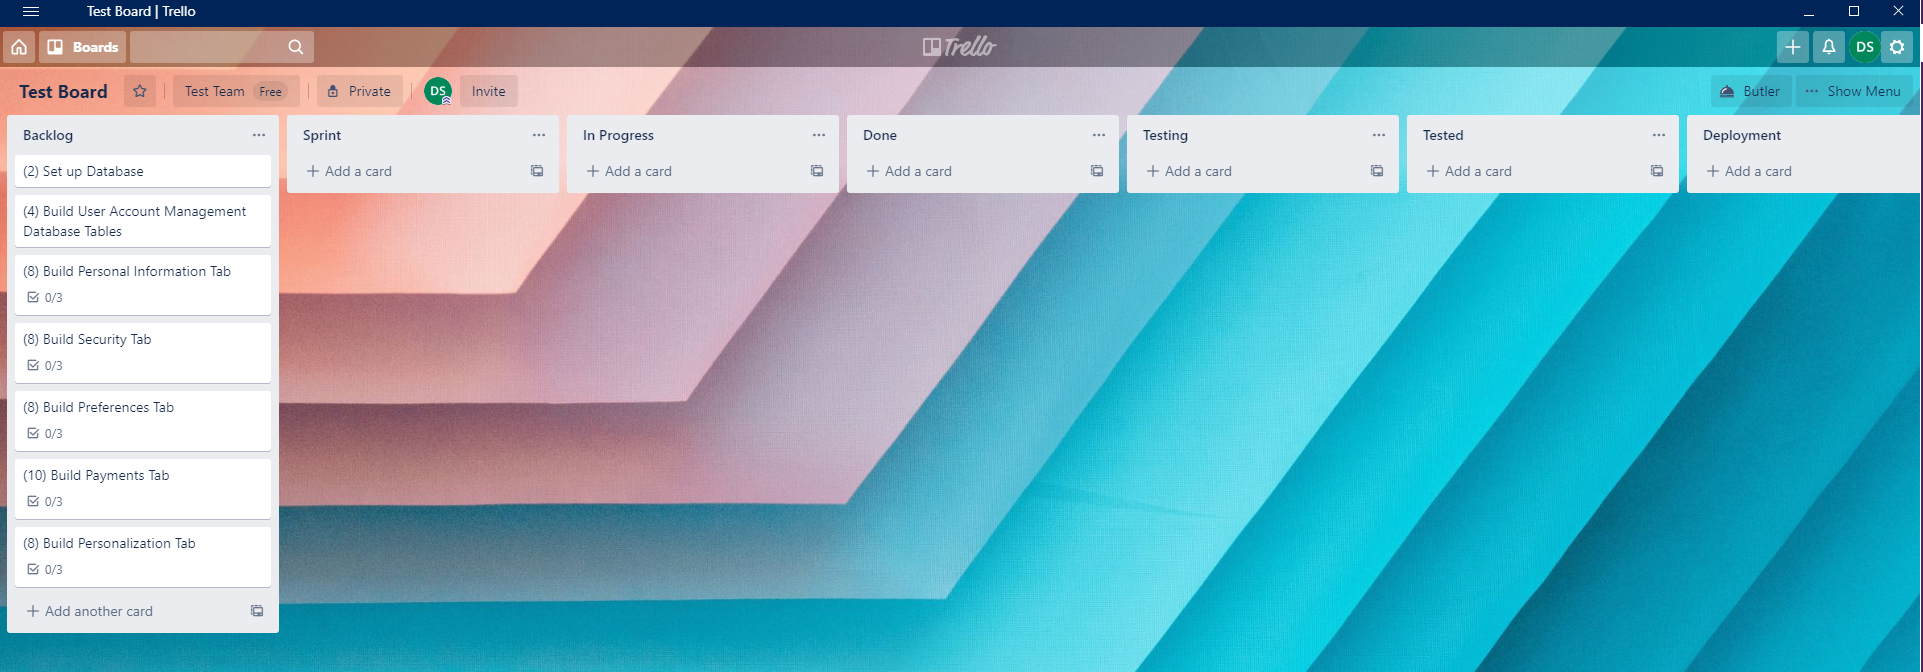 Test Board | Trello
Boards
Trello
DS
Test Board
Test Team Free
Private
DS
Invite
Butler
Show Menu
Backlog
(2) Set up Database
(4) Build User Account Management
Database Tables
(8) Build Personal Information Tab
0/3
(8) Build Security Tab
0/3
(8) Build Preferences Tab
0/3
(10) Build Payments Tab
0/3
(8) Build Personalization Tab
0/3
Add another card
Sprint
Add a card
In Progress
Add a card
Done
Add a card
Testing
Add a card
Tested
Add a card
Deployment
Add a card